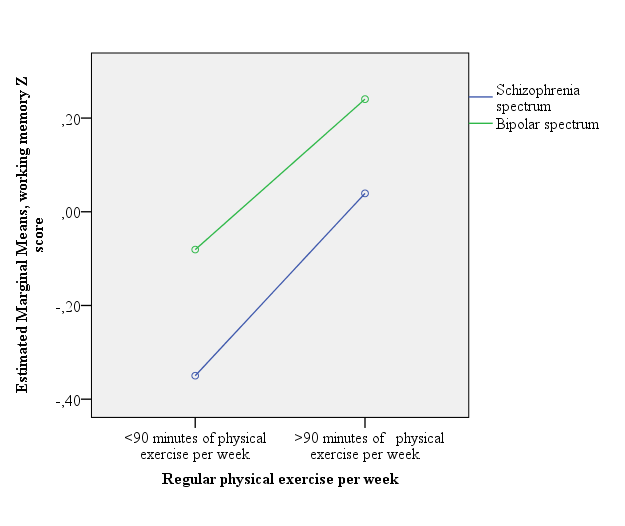 Estimated Marginal Means, working memory Z
score
,20
,00
-,20
-,40
Schizophrenia
spectrum
Bipolar spectrum
<90 minutes of physical
exercise per week
>90 minutes of physical
exercise per week
Regular physical exercise per week